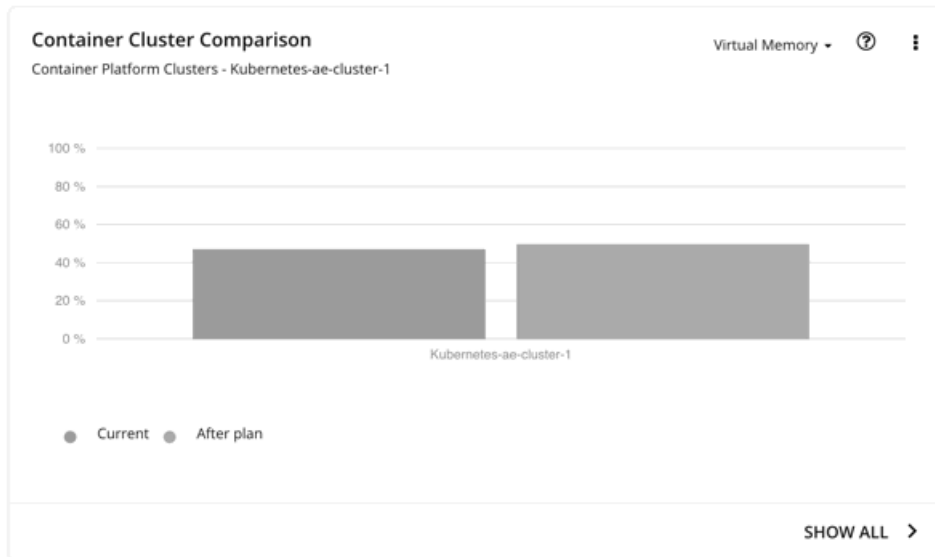 Container Cluster Comparison
Virtual Memory
Container Platform Clusters - Kubernetes-ae-cluster-1
100 %
80 %
60 %
40 %
20 %
0 %
Kubernetes-ae-cluster-1
Current
After plan
SHOW ALL